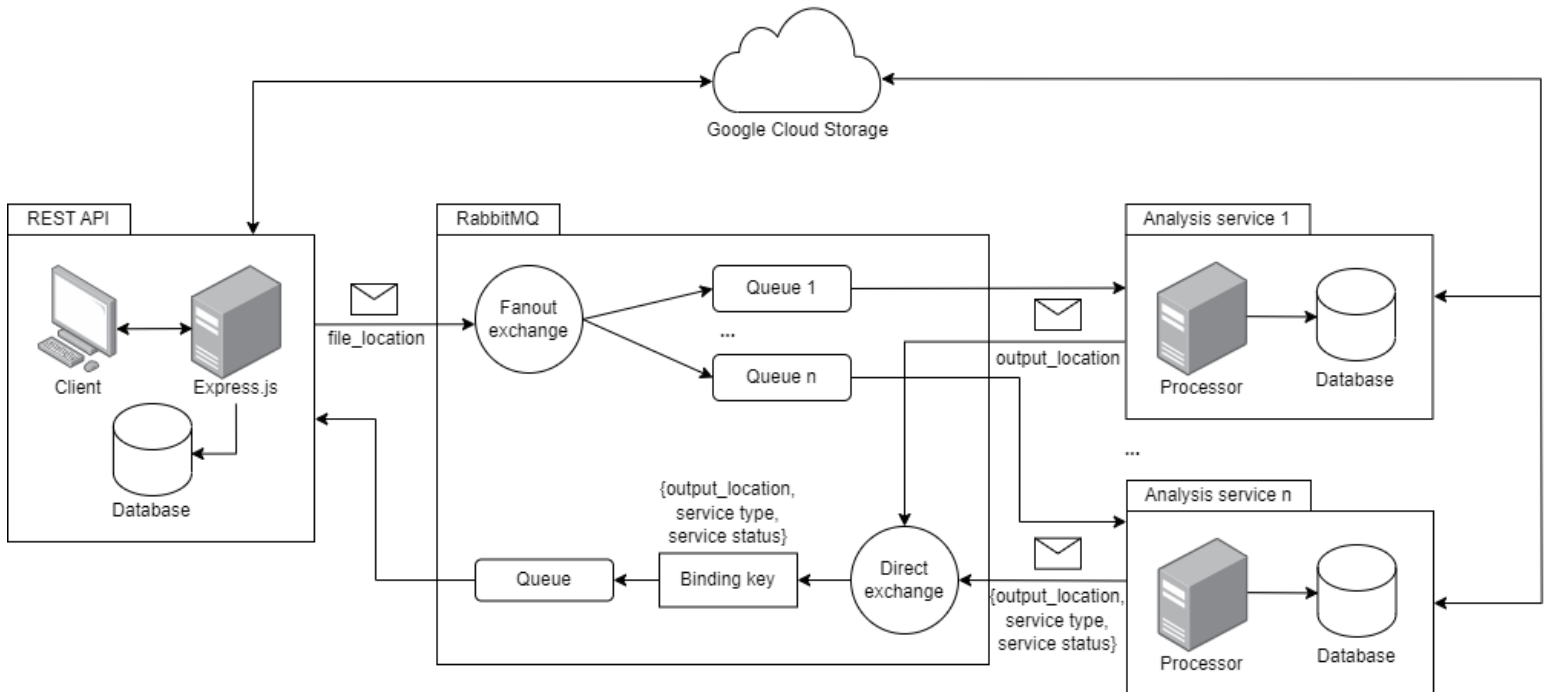 Google Cloud Storage
REST API
Client
Express.js
Database
file_location
RabbitMQ
Fanout
exchange
Queue 1
...
Queue n
output_location
Analysis service 1
Processor
Database
...
{output_location,
service type,
service status}
Queue
Binding key
Direct
exchange
{output_location,
service type,
service status}
Analysis service n
Processor
Database